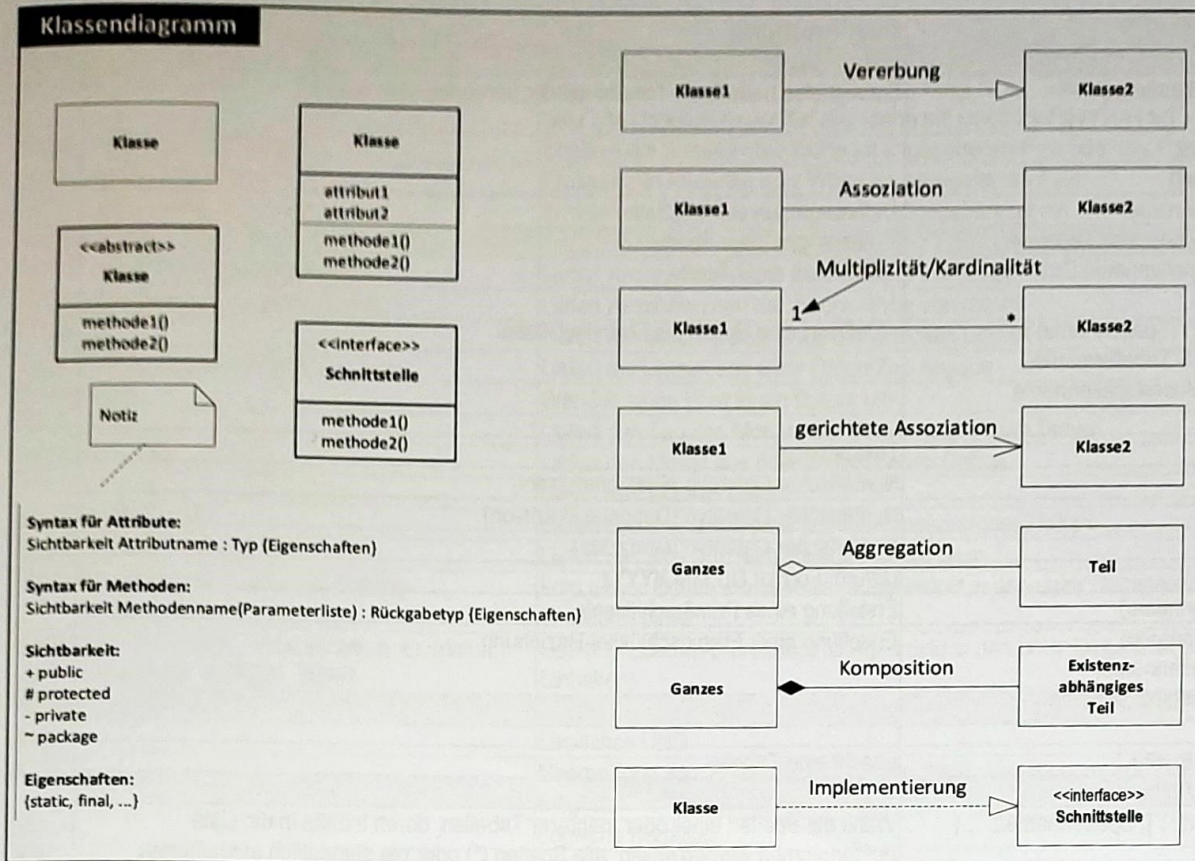 Klassendiagramm
Klasse
Klasse
attribut1
attribut2
methode1()
methode2()
<<abstract>>
Klasse
methode1()
methode2()
<<interface>>
Schnittstelle
methode1()
methode2()
Notiz
Syntax für Attribute:
Sichtbarkeit Attributname : Typ {Eigenschaften}
Syntax für Methoden:
Sichtbarkeit Methodenname(Parameterliste) : Rückgabetyp {Eigenschaften}
Sichtbarkeit:
+ public
# protected
- private
~ package
Eigenschaften:
{static, final, ...}
Klasse1 Vererbung Klasse2
Klasse1 Assoziation Klasse2
Multiplizität/Kardinalität
Klasse1 1 * Klasse2
Klasse1 gerichtete Assoziation Klasse2
Ganzes Aggregation Teil
Ganzes Komposition Existenz-
abhängiges
Teil
Klasse Implementierung <<interface>>
Schnittstelle